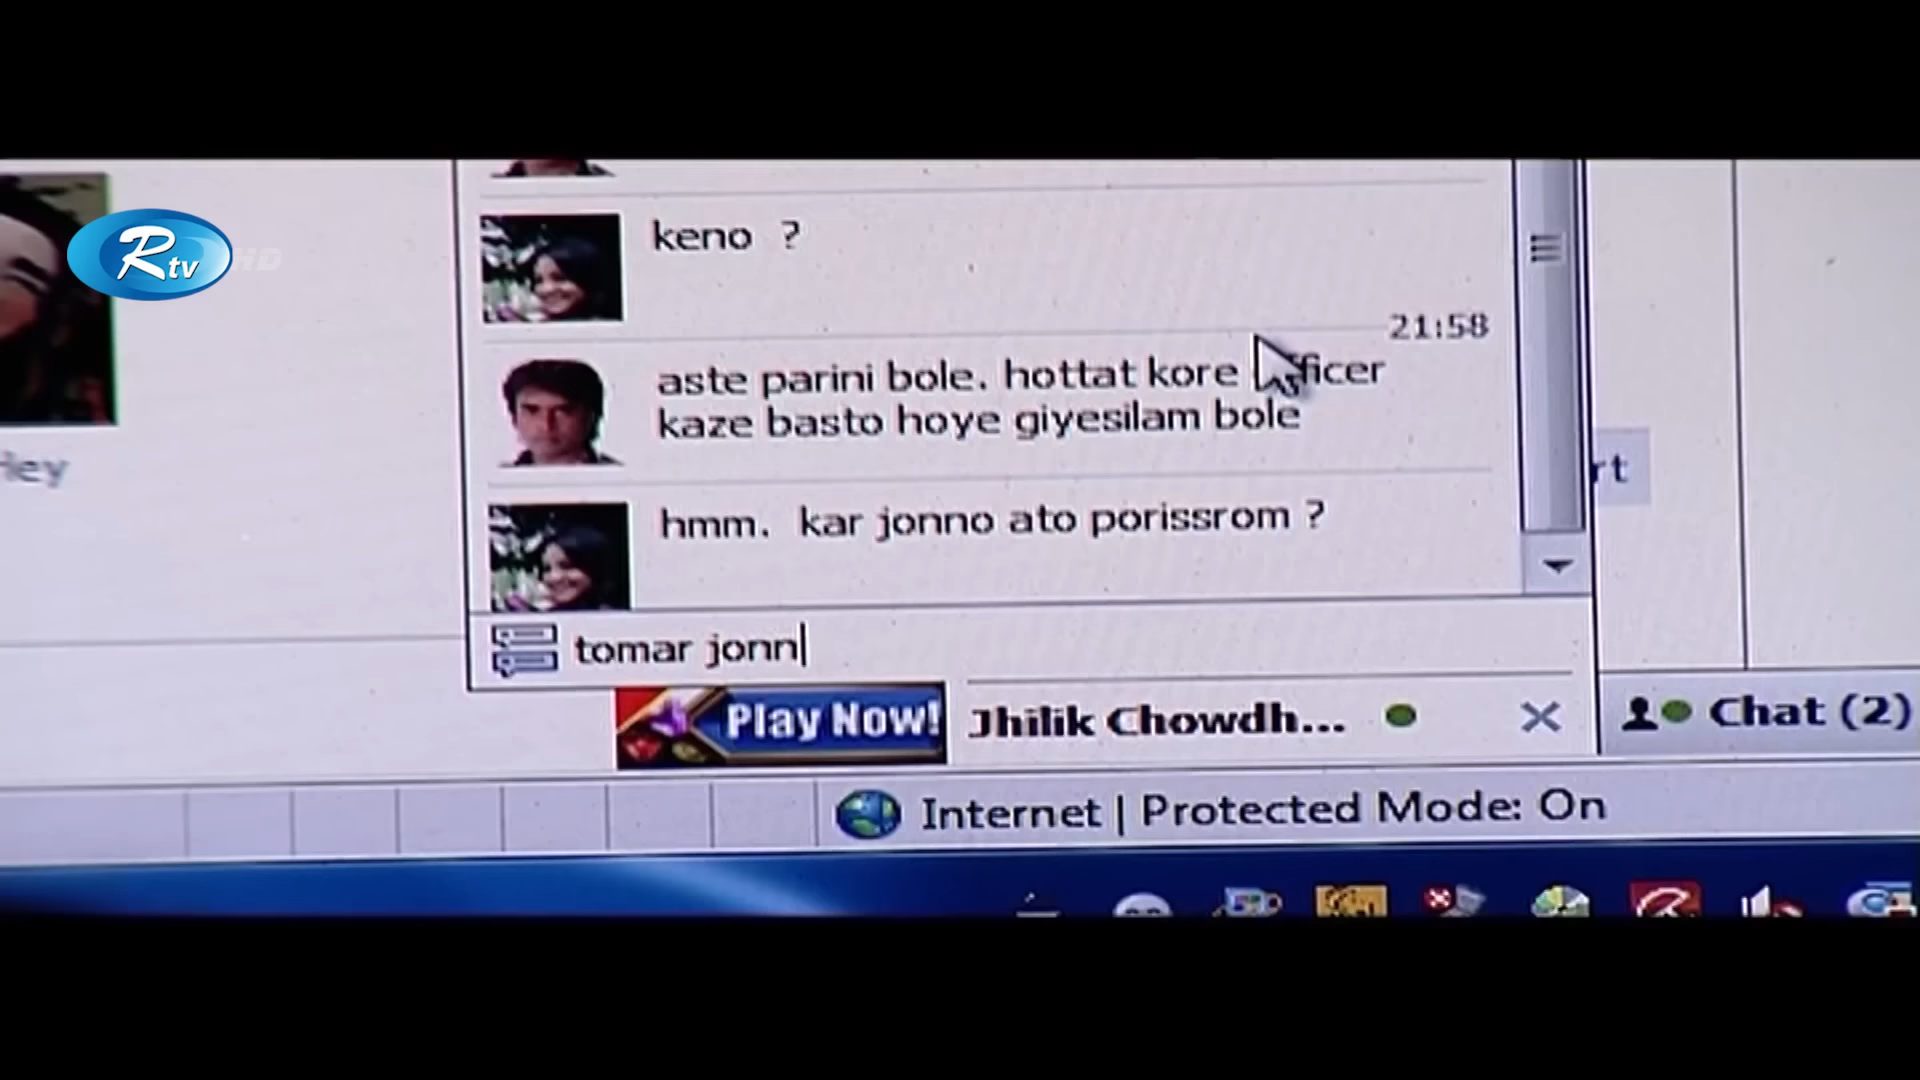 Rtv HD
keno ?
21:58
aste parini bole. hottat kore officer
kaze basto hoye giyesilam bole
hmm. kar jonno ato porissrom ?
tomar jonn
Play Now!
Jhilik Chowdh...
Chat (2)
Internet | Protected Mode: On